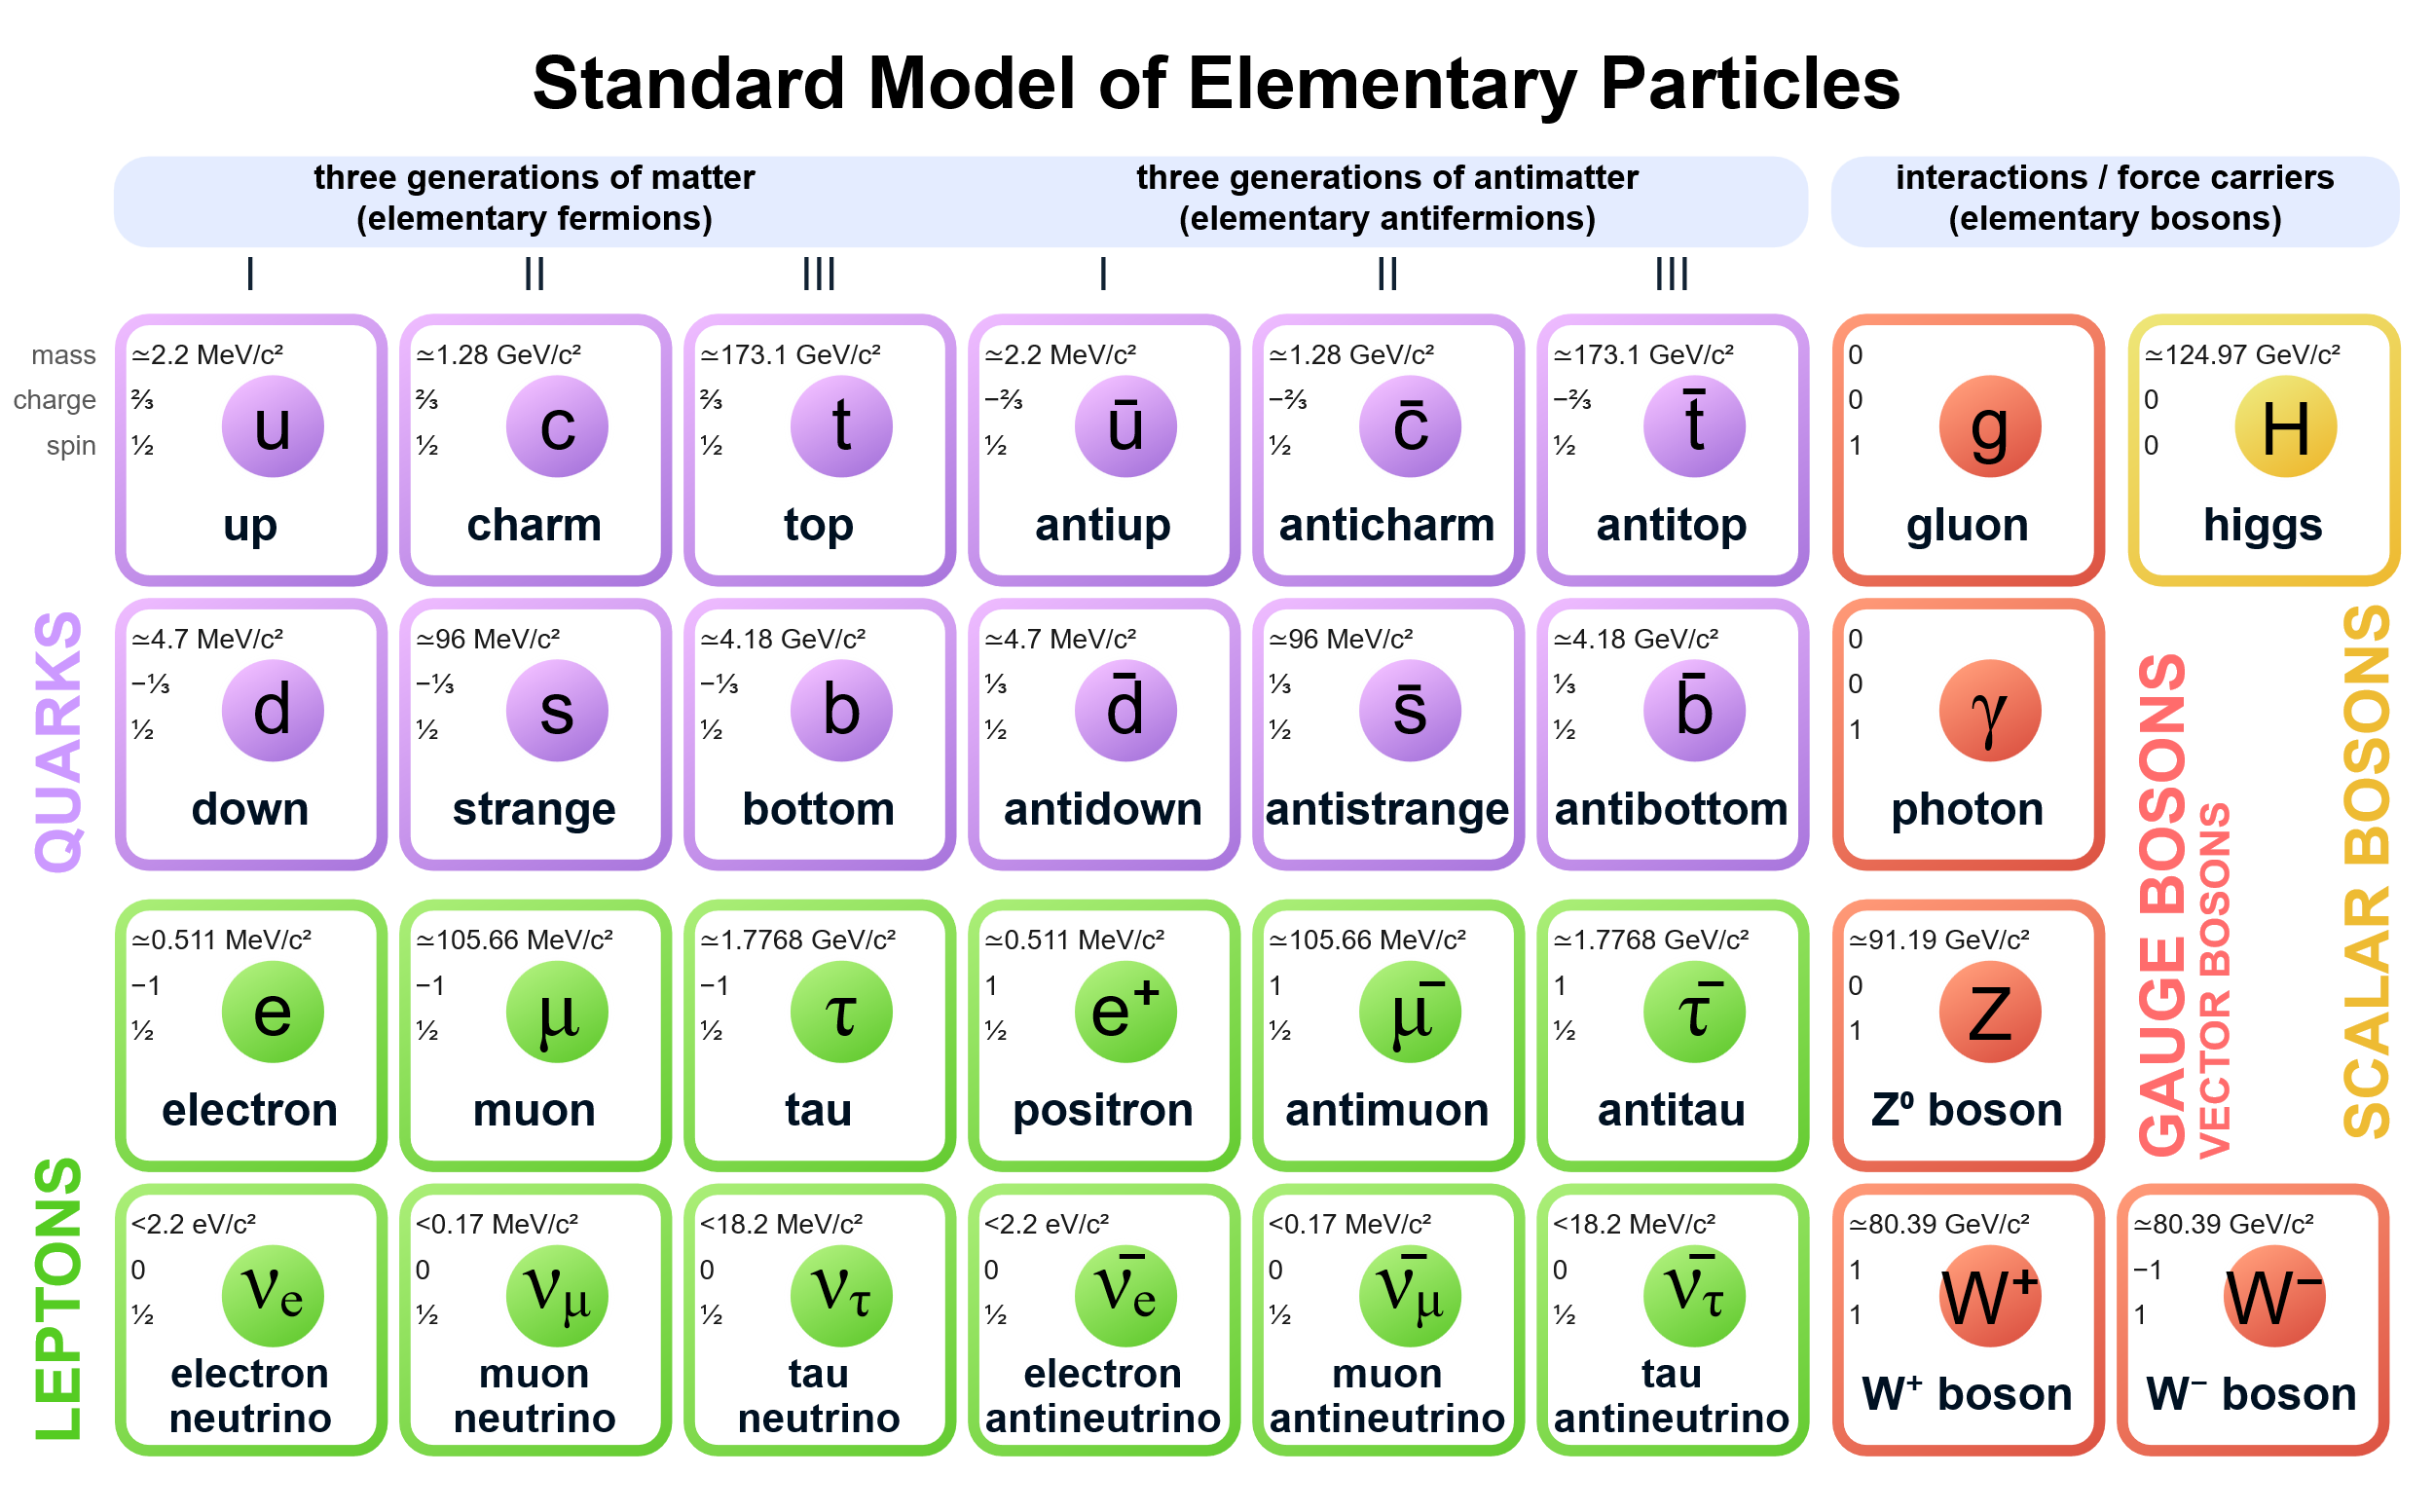 Standard Model of Elementary Particles
three generations of matter
(elementary fermions)
three generations of antimatter
(elementary antifermions)
interactions / force carriers
(elementary bosons)
I
II
III
I
II
III
mass
charge
spin
≃2.2 MeV/c²
⅔
½
u
up
≃1.28 GeV/c²
⅔
½
c
charm
≃173.1 GeV/c²
⅔
½
t
top
≃2.2 MeV/c²
−⅔
½
ū
antiup
≃1.28 GeV/c²
−⅔
½
c̄
anticharm
≃173.1 GeV/c²
−⅔
½
t̄
antitop
0
0
1
g
gluon
≃124.97 GeV/c²
0
0
H
higgs
QUARKS
≃4.7 MeV/c²
−⅓
½
d
down
≃96 MeV/c²
−⅓
½
s
strange
≃4.18 GeV/c²
−⅓
½
b
bottom
≃4.7 MeV/c²
⅓
½
d̄
antidown
≃96 MeV/c²
⅓
½
s̄
antistrange
≃4.18 GeV/c²
⅓
½
b̄
antibottom
0
0
1
γ
photon
GAUGE BOSONS
VECTOR BOSONS
SCALAR BOSONS
LEPTONS
≃0.511 MeV/c²
−1
½
e
electron
≃105.66 MeV/c²
−1
½
μ
muon
≃1.7768 GeV/c²
−1
½
τ
tau
≃0.511 MeV/c²
1
½
e⁺
positron
≃105.66 MeV/c²
1
½
μ̄
antimuon
≃1.7768 GeV/c²
1
½
τ̄
antitau
≃91.19 GeV/c²
0
1
Z
Z⁰ boson
<2.2 eV/c²
0
½
νₑ
electron
neutrino
<0.17 MeV/c²
0
½
ν_μ
muon
neutrino
<18.2 MeV/c²
0
½
ν_τ
tau
neutrino
<2.2 eV/c²
0
½
ν̄ₑ
electron
antineutrino
<0.17 MeV/c²
0
½
ν̄_μ
muon
antineutrino
<18.2 MeV/c²
0
½
ν̄_τ
tau
antineutrino
≃80.39 GeV/c²
1
1
W⁺
W⁺ boson
≃80.39 GeV/c²
−1
1
W⁻
W⁻ boson